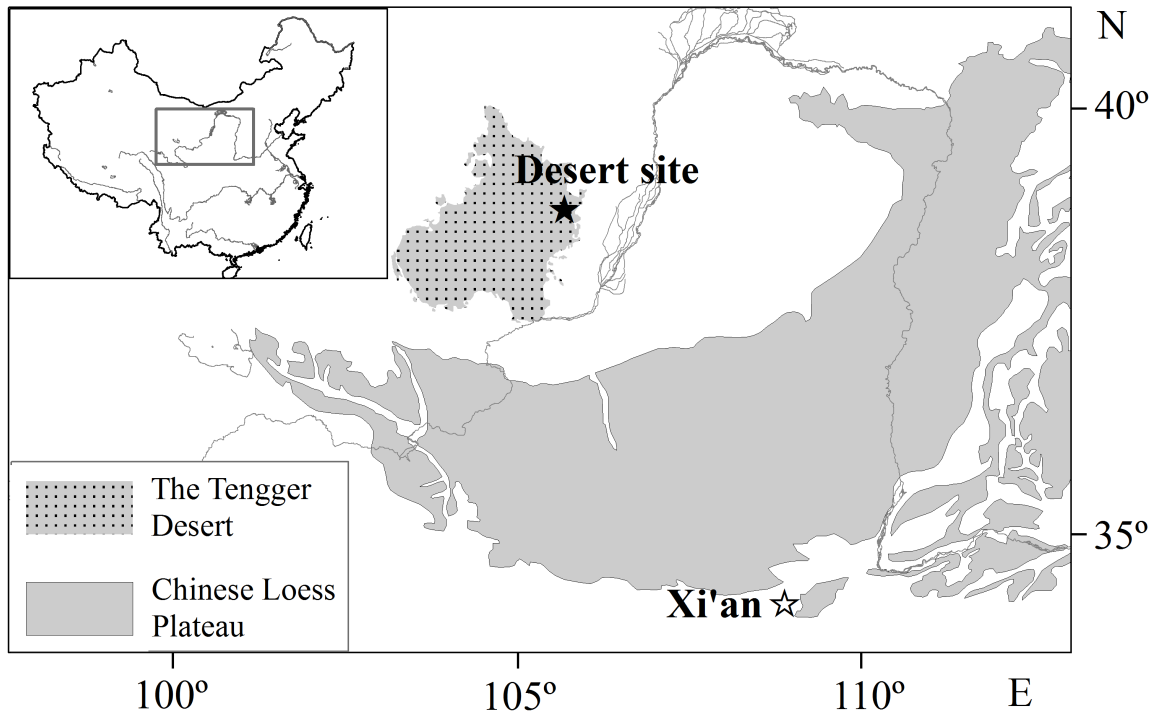 N
40º
Desert site
The Tengger
Desert
35º
Chinese Loess
Plateau
Xi'an
100º
105º
110º
E